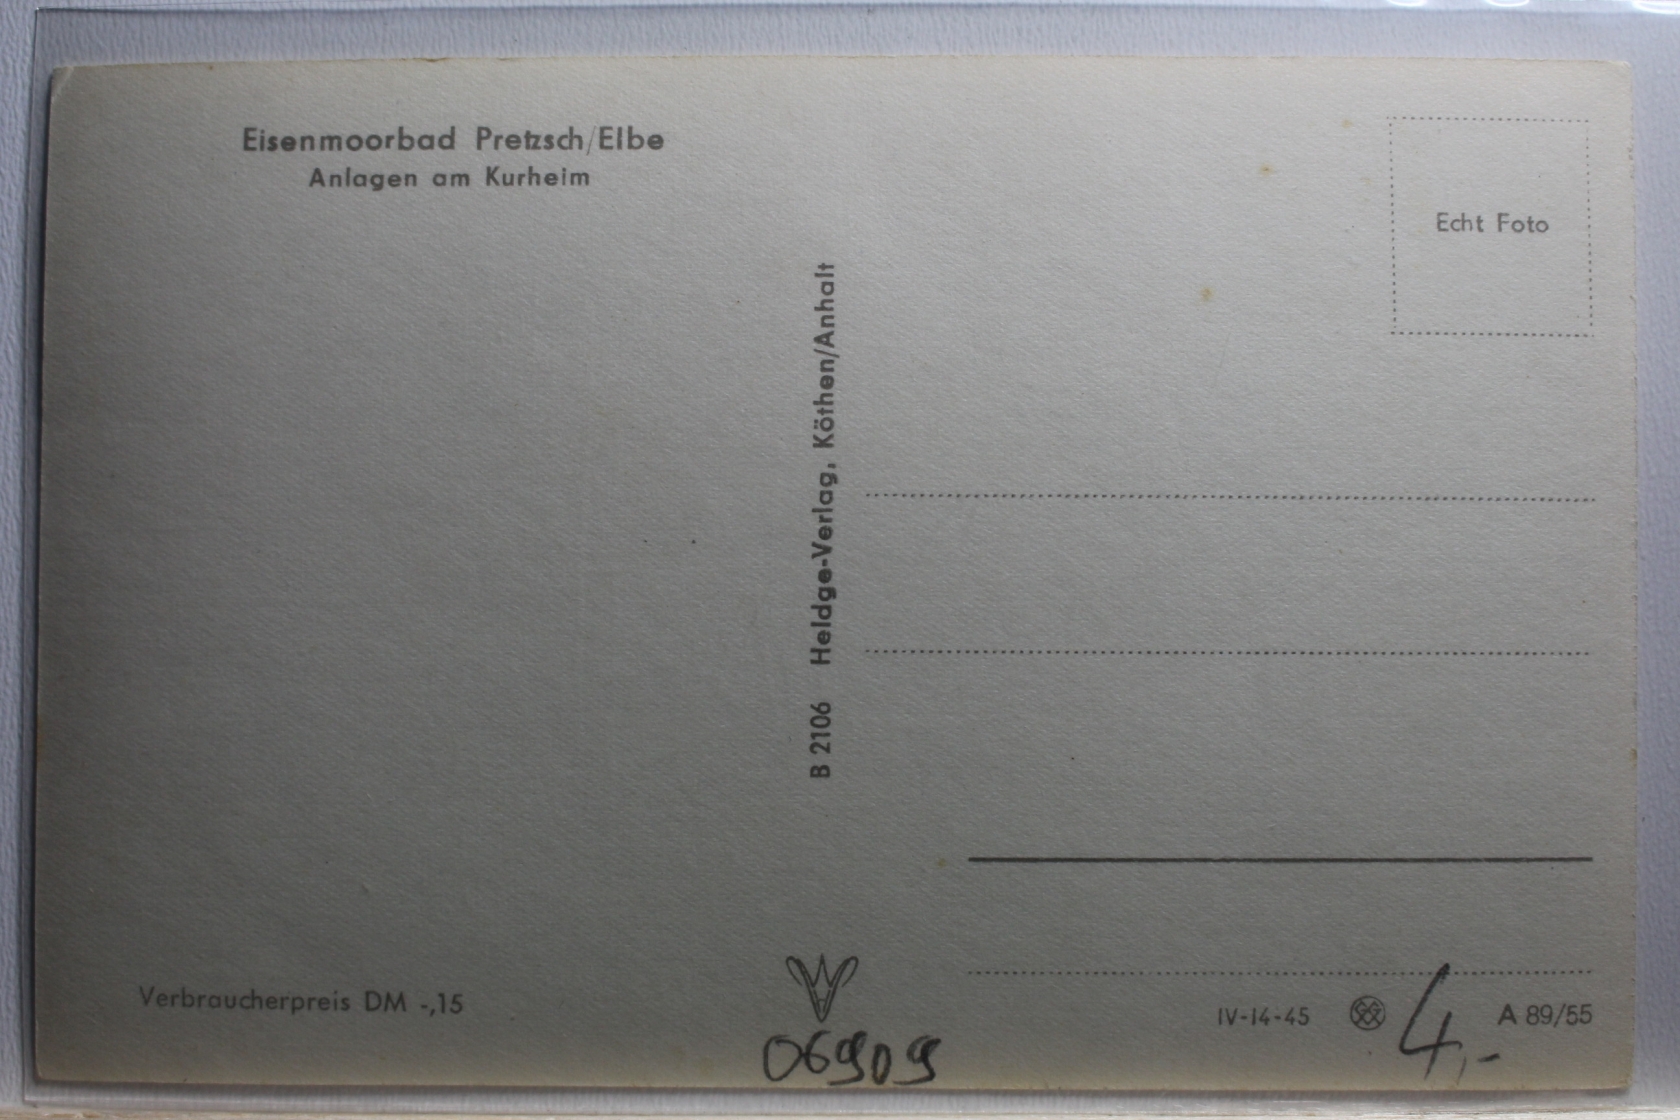 Eisenmoorbad Pretzsch/Elbe
Anlagen am Kurheim
Echt Foto
B 2106 Heldge-Verlag, Köthen/Anhalt
Verbraucherpreis DM -,15
IV-14-45
A 89/55
4,-
06909